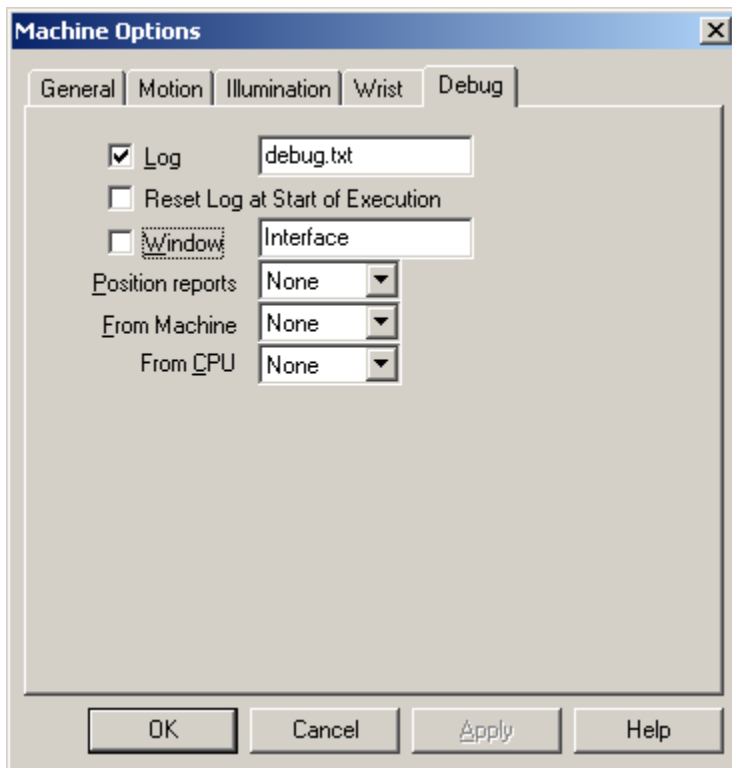 Machine Options
General Motion Illumination Wrist Debug
Log debug.txt
Reset Log at Start of Execution
Window Interface
Position reports None
From Machine None
From CPU None
OK Cancel Apply Help